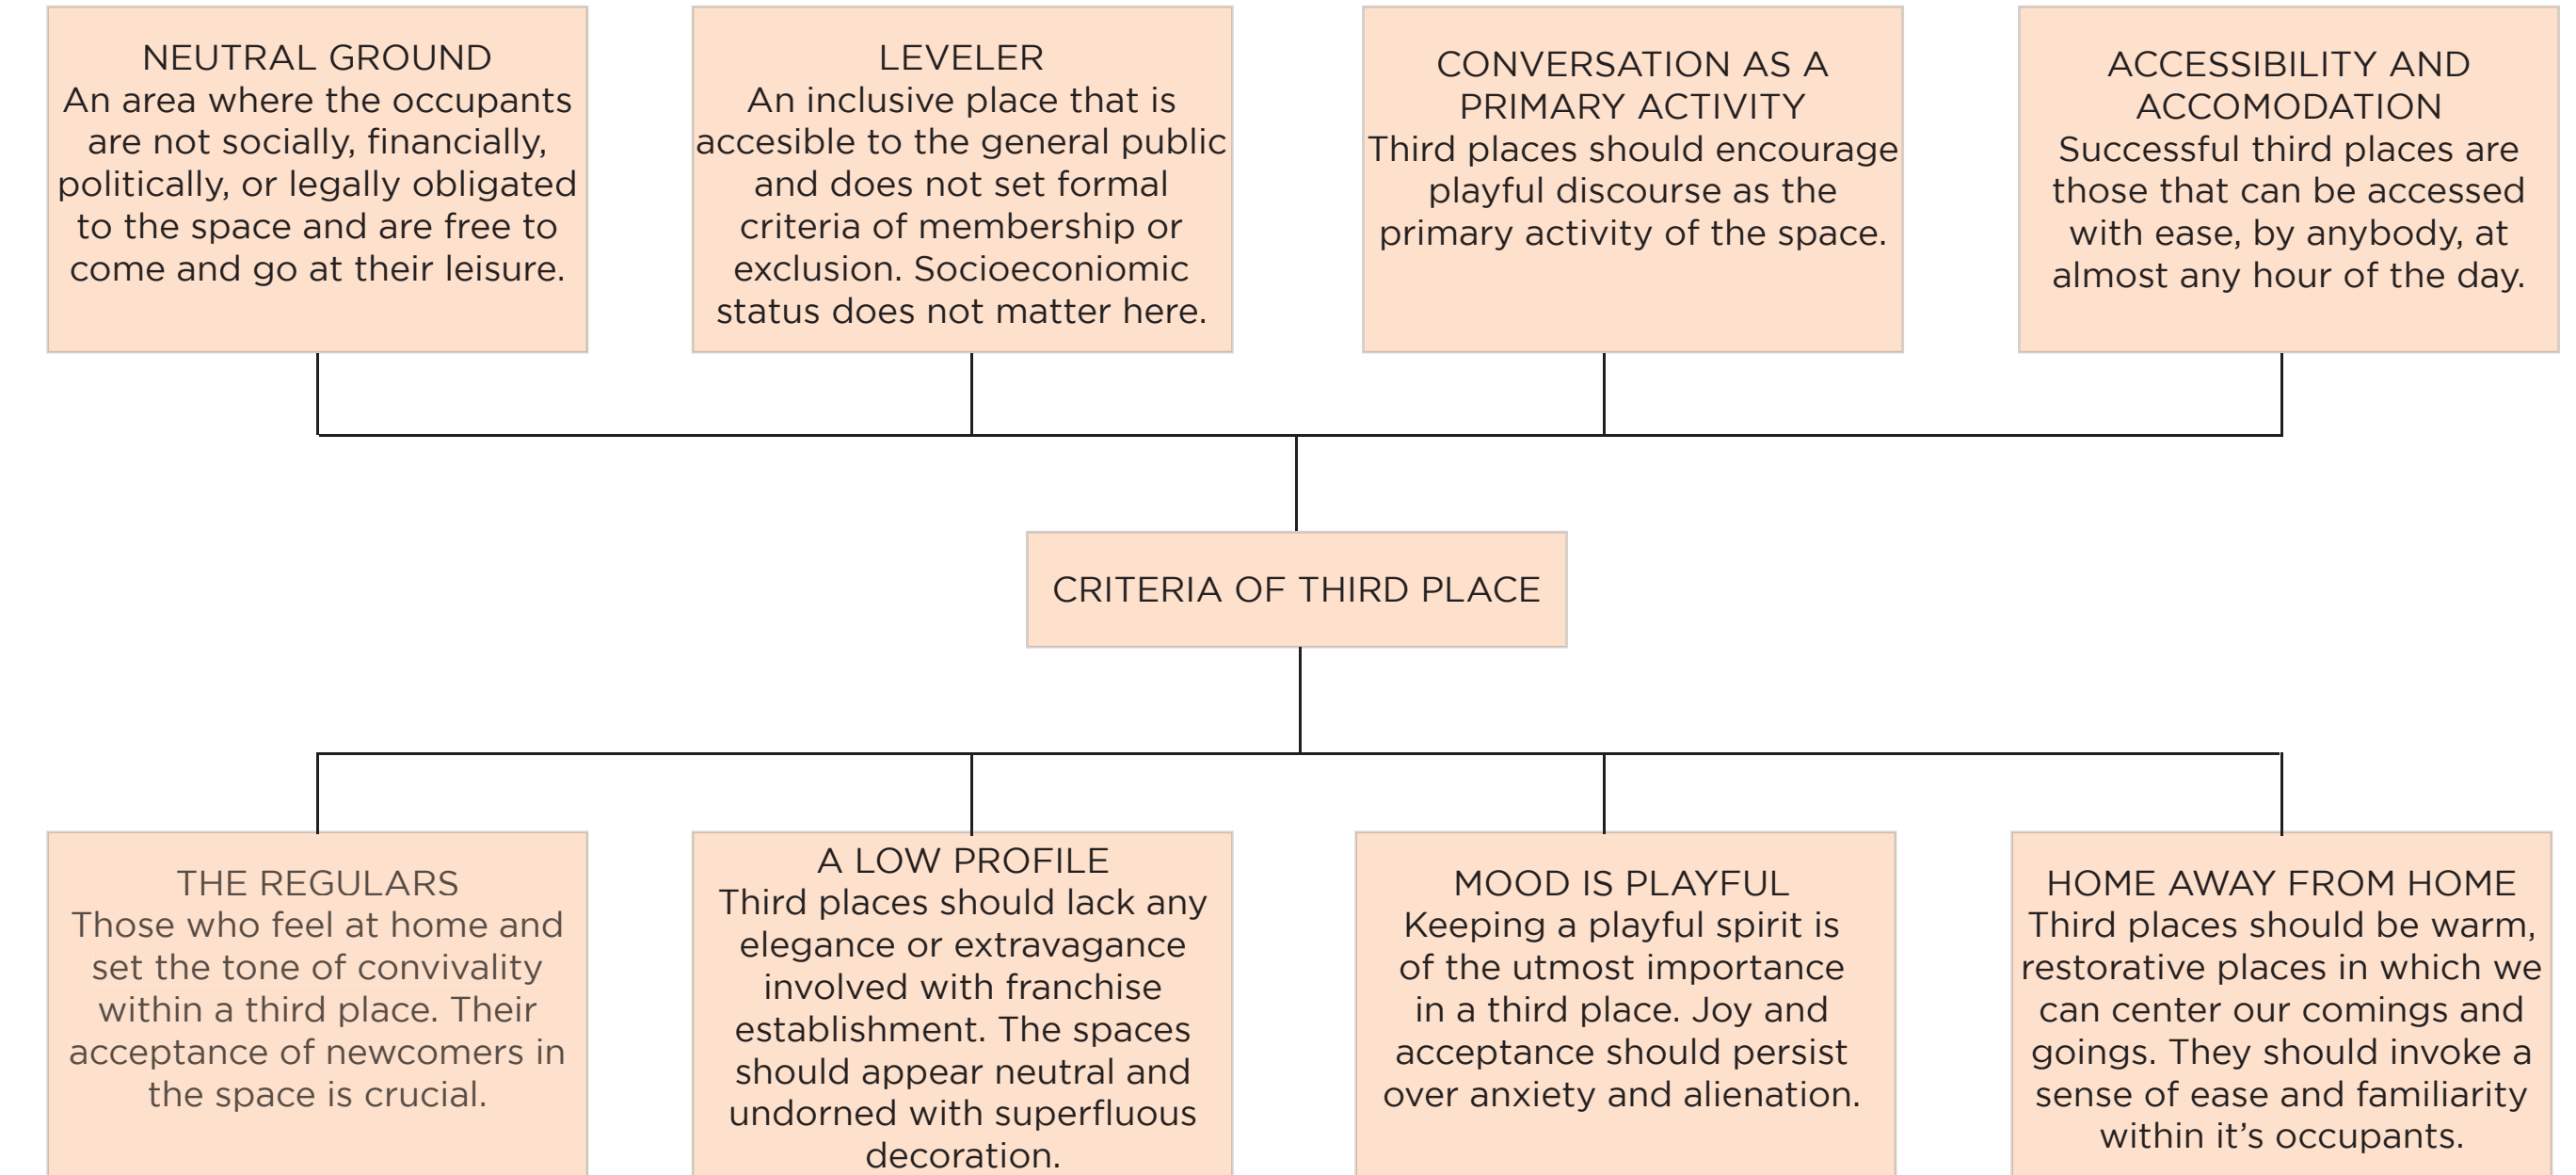 NEUTRAL GROUND
An area where the occupants
are not socially, financially,
politically, or legally obligated
to the space and are free to
come and go at their leisure.
LEVELER
An inclusive place that is
accesible to the general public
and does not set formal
criteria of membership or
exclusion. Socioeconiomic
status does not matter here.
CONVERSATION AS A
PRIMARY ACTIVITY
Third places should encourage
playful discourse as the
primary activity of the space.
ACCESSIBILITY AND
ACCOMODATION
Successful third places are
those that can be accessed
with ease, by anybody, at
almost any hour of the day.
CRITERIA OF THIRD PLACE
THE REGULARS
Those who feel at home and
set the tone of convivality
within a third place. Their
acceptance of newcomers in
the space is crucial.
A LOW PROFILE
Third places should lack any
elegance or extravagance
involved with franchise
establishment. The spaces
should appear neutral and
undorned with superfluous
decoration.
MOOD IS PLAYFUL
Keeping a playful spirit is
of the utmost importance
in a third place. Joy and
acceptance should persist
over anxiety and alienation.
HOME AWAY FROM HOME
Third places should be warm,
restorative places in which we
can center our comings and
goings. They should invoke a
sense of ease and familiarity
within it’s occupants.